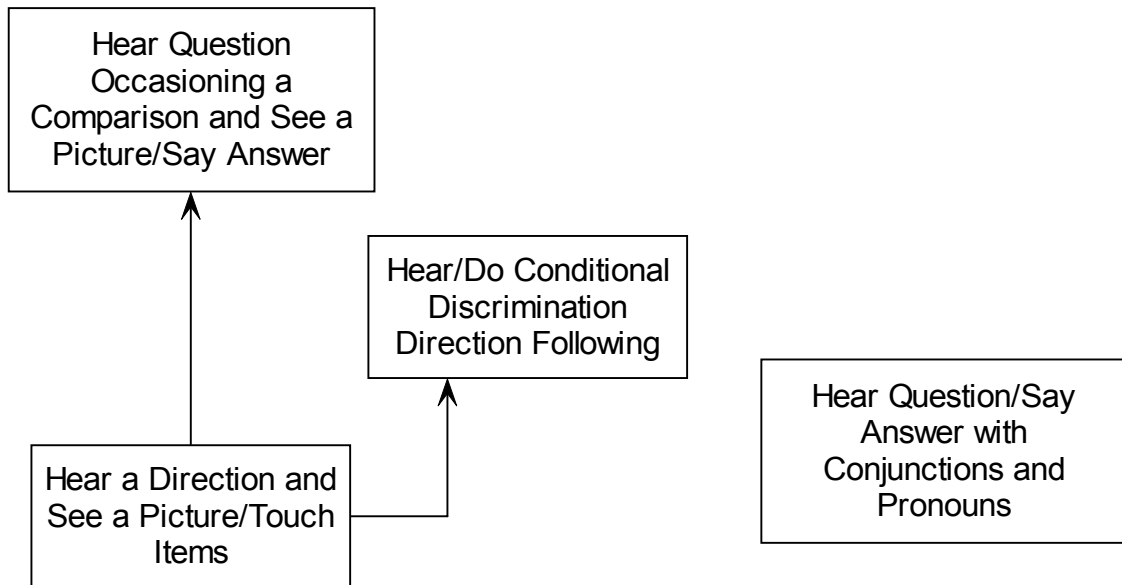 Hear Question
Occasioning a
Comparison and See a
Picture/Say Answer
Hear/Do Conditional
Discrimination
Direction Following
Hear Question/Say
Answer with
Conjunctions and
Pronouns
Hear a Direction and
See a Picture/Touch
Items